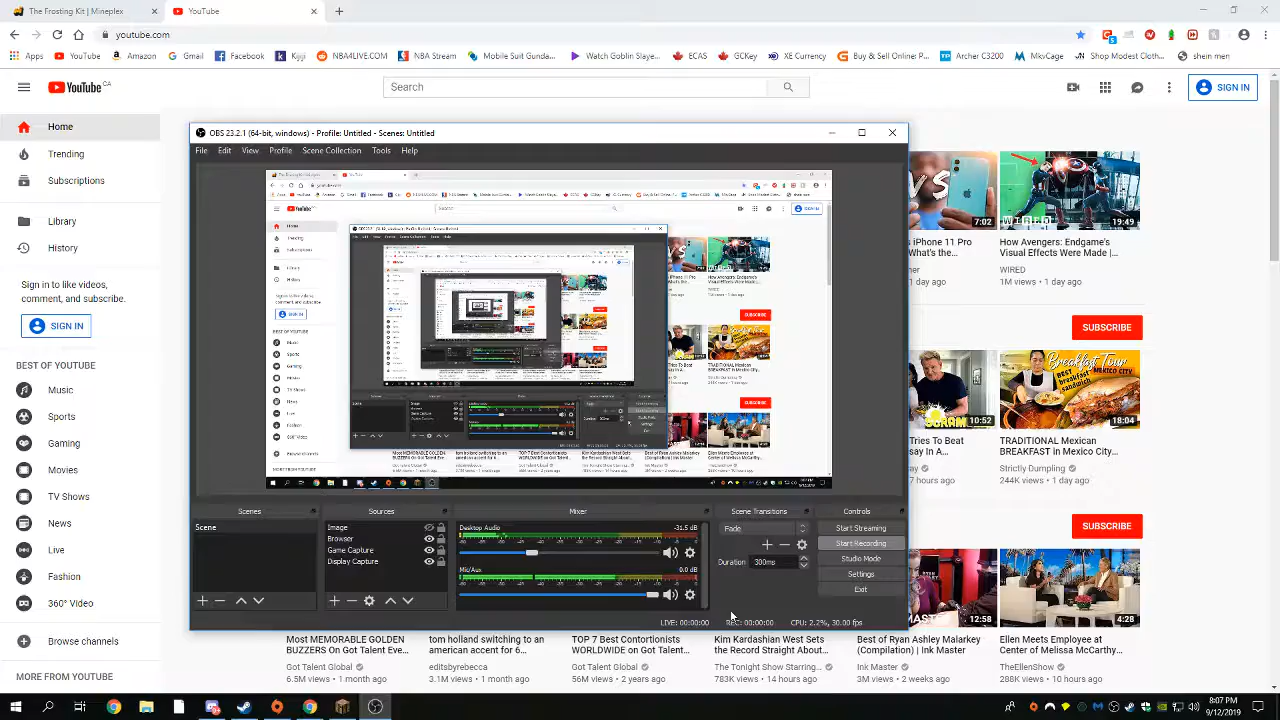 The Frosting Kit | Mineplex
YouTube
youtube.com
Apps
YouTube
Amazon
Gmail
Facebook
Kijiji
NBA4LIVE.COM
NBA Stream
Mobile Suit Gundam...
Watch Goblin Slaye...
ECAS
GCKey
XE Currency
Buy & Sell Online: P...
Archer C3200
MkvCage
Shop Modest Cloth...
shein men
YouTube CA
Search
SIGN IN
Home
Trending
Subscriptions
Library
History
Sign in to like videos,
comment, and subscribe.
SIGN IN
BEST OF YOUTUBE
Music
Sports
Gaming
Movies
TV Shows
News
Live
Fashion
360° Video
Browse channels
MORE FROM YOUTUBE
OBS 23.2.1 (64-bit, windows) - Profile: Untitled - Scenes: Untitled
File Edit View Profile Scene Collection Tools Help
Scenes
Scene
Sources
Image
Browser
Game Capture
Display Capture
Mixer
Desktop Audio
-31.5 dB
Mic/Aux
0.0 dB
Scene Transitions
Fade
Duration 300ms
Controls
Start Streaming
Start Recording
Studio Mode
Settings
Exit
LIVE: 00:00:00
REC: 00:00:00
CPU: 2.2%, 30.00 fps
7:02
19:49
WIRED
iPhone 11 Pro
What's the...
1 day ago
How Avengers: Endgame's
Visual Effects Were Made |...
WIRED
1M views • 1 day ago
SUBSCRIBE
10:52
Breakfast Tour
BEST
breakfast
SANDWICH
MEXICO CITY
18:04
Tries To Beat
say In A...
7 hours ago
TRADITIONAL Mexican
BREAKFAST in Mexico City...
Strictly Dumpling
244K views • 1 day ago
SUBSCRIBE
12:58
4:28
Most MEMORABLE GOLDEN
BUZZERS On Got Talent Eve...
Got Talent Global
6.5M views • 1 month ago
tom holland switching to an
american accent for 6...
editsbyrebecca
3.1M views • 1 month ago
TOP 7 Best Contortionists
WORLDWIDE on Got Talent...
Got Talent Global
56M views • 2 years ago
Kim Kardashian West Sets
the Record Straight About...
The Tonight Show Starring...
783K views • 14 hours ago
Best of Ryan Ashley Malarkey
(Compilation) | Ink Master
Ink Master
3M views • 2 weeks ago
Ellen Meets Employee at
Center of Melissa McCarthy...
TheEllenShow
288K views • 10 hours ago
8:07 PM
9/12/2019